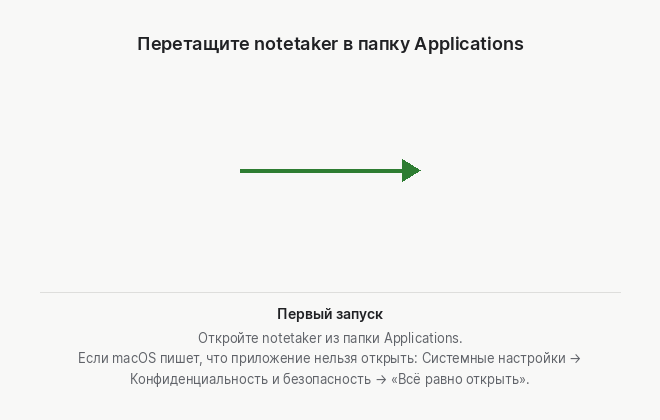 Перетащите notetaker в папку Applications
Первый запуск
Откройте notetaker из папки Applications.
Если macOS пишет, что приложение нельзя открыть: Системные настройки →
Конфиденциальность и безопасность → «Всё равно открыть».